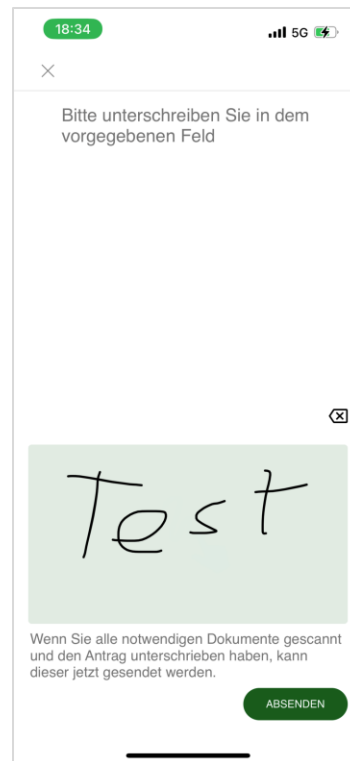 18:34
5G
Bitte unterschreiben Sie in dem
vorgegebenen Feld
Test
Wenn Sie alle notwendigen Dokumente gescannt
und den Antrag unterschrieben haben, kann
dieser jetzt gesendet werden.
ABSENDEN